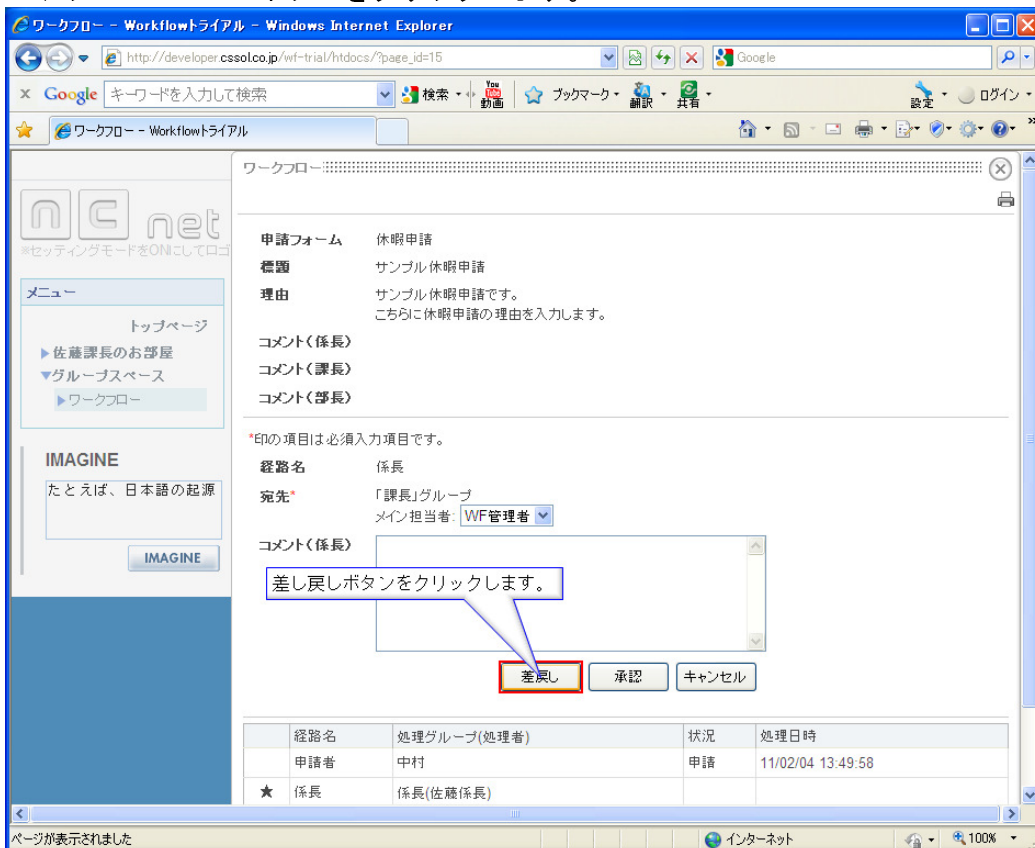 ワークフロー - Workflowトライアル - Windows Internet Explorer
http://developer.cssol.co.jp/wf-trial/htdocs/?page_id=15
Google
x Google キーワードを入力して検索 検索 You Tube 動画 ブックマーク 翻訳 共有 設定 ログイン
ワークフロー - Workflowトライアル
ワークフロー
nc net
※セッティングモードをONにしてロゴ
メニュー
トップページ
佐藤課長のお部屋
グループスペース
ワークフロー
IMAGINE
たとえば、日本語の起源
IMAGINE
申請フォーム 休暇申請
標題 サンプル休暇申請
理由 サンプル休暇申請です。
こちらに休暇申請の理由を入力します。
コメント(係長)
コメント(課長)
コメント(部長)
*印の項目は必須入力項目です。
経路名 係長
宛先* 「課長」グループ
メイン担当者: WF管理者
コメント(係長)
差し戻しボタンをクリックします。
差戻し 承認 キャンセル
経路名 処理グループ(処理者) 状況 処理日時
申請者 中村 申請 11/02/04 13:49:58
★ 係長 係長(佐藤係長)
ページが表示されました インターネット 100%